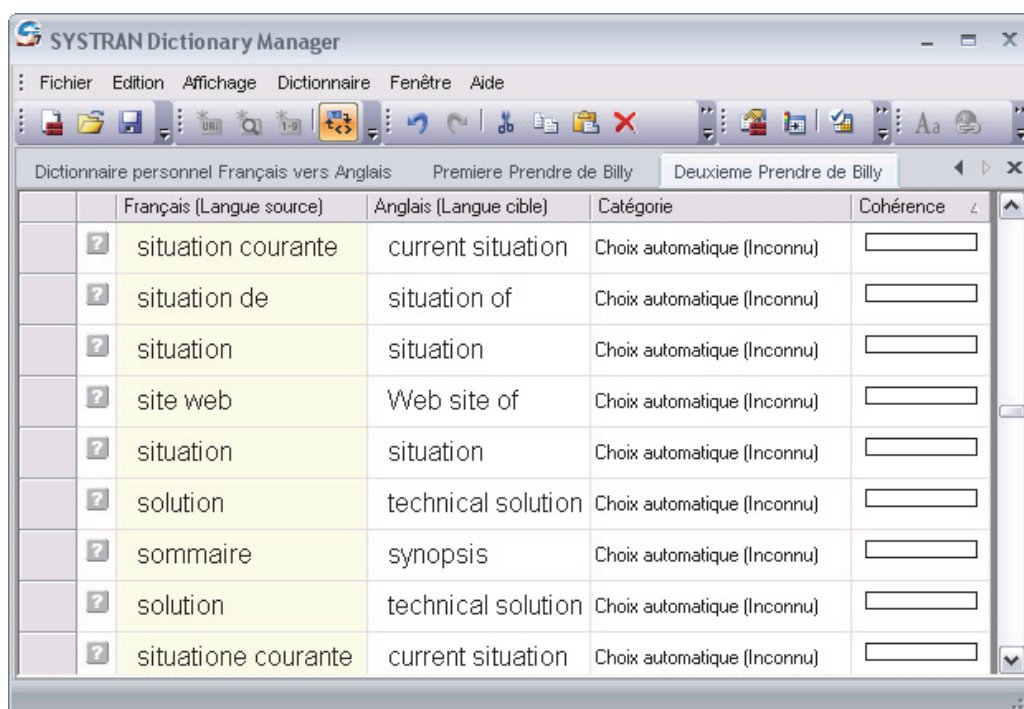 SYSTRAN Dictionary Manager
Fichier Edition Affichage Dictionnaire Fenêtre Aide
Dictionnaire personnel Français vers Anglais Premiere Prendre de Billy Deuxieme Prendre de Billy
Français (Langue source) Anglais (Langue cible) Catégorie Cohérence
situation courante current situation Choix automatique (Inconnu)
situation de situation of Choix automatique (Inconnu)
situation situation Choix automatique (Inconnu)
site web Web site of Choix automatique (Inconnu)
situation situation Choix automatique (Inconnu)
solution technical solution Choix automatique (Inconnu)
sommaire synopsis Choix automatique (Inconnu)
solution technical solution Choix automatique (Inconnu)
situatione courante current situation Choix automatique (Inconnu)